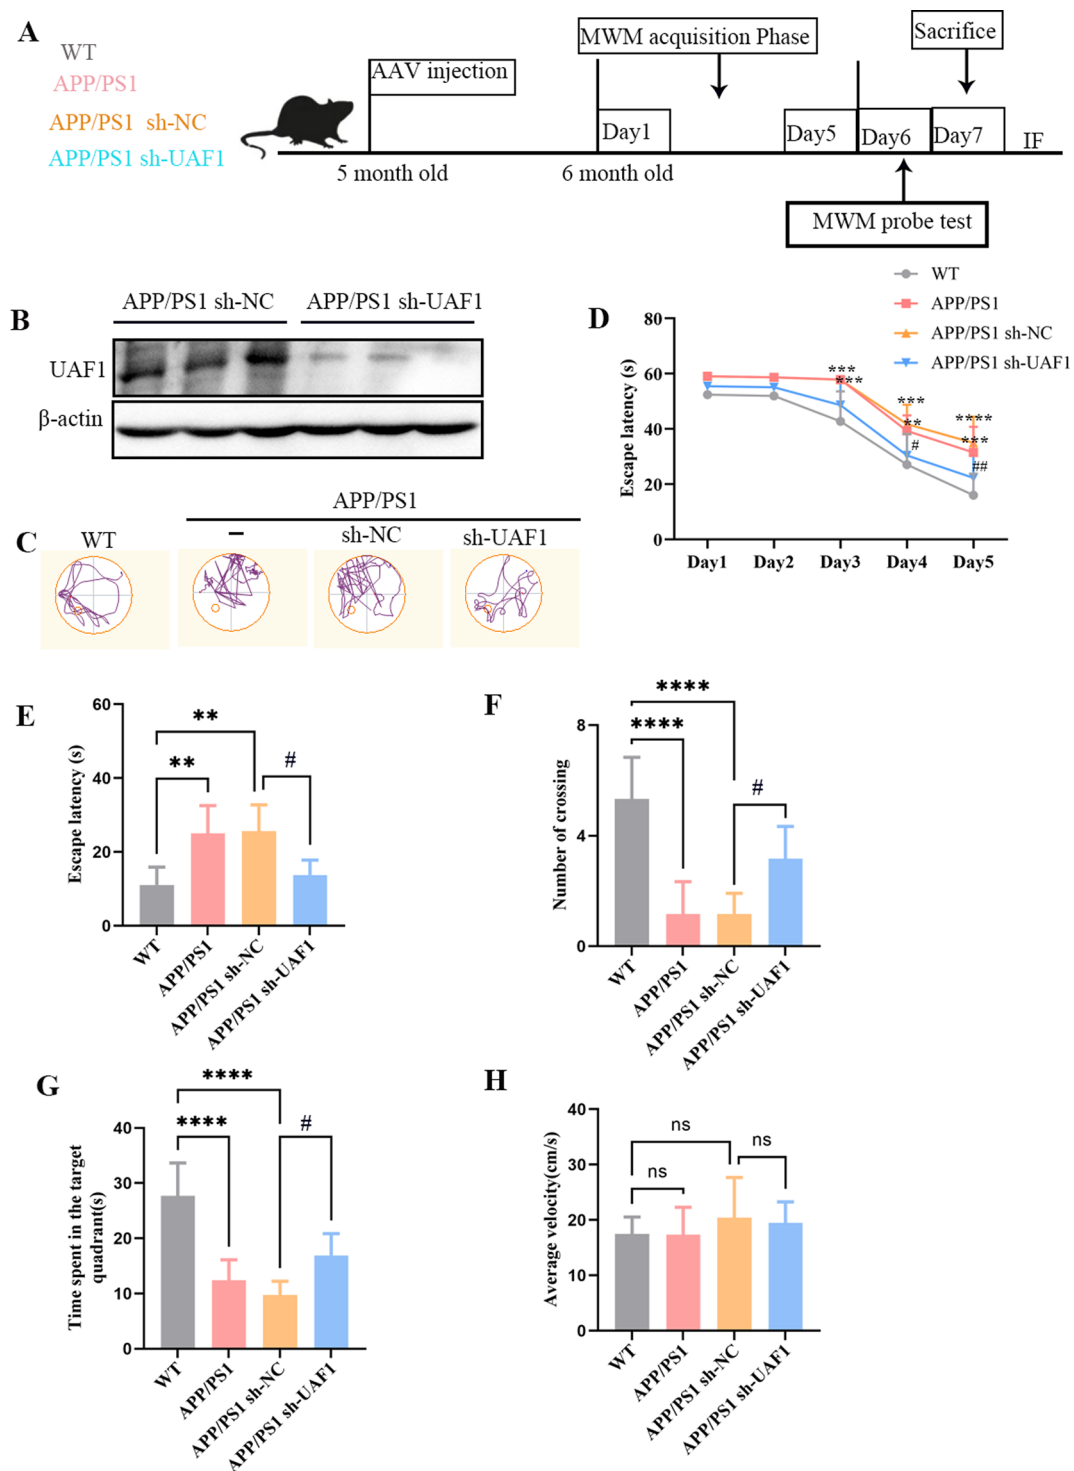 A
WT
APP/PS1
APP/PS1 sh-NC
APP/PS1 sh-UAF1
AAV injection
MWM acquisition Phase
Sacrifice
Day1
Day5
Day6
Day7
IF
5 month old
6 month old
MWM probe test
B
APP/PS1 sh-NC
APP/PS1 sh-UAF1
UAF1
β-actin
C
APP/PS1
WT
–
sh-NC
sh-UAF1
D
WT
APP/PS1
APP/PS1 sh-NC
APP/PS1 sh-UAF1
Escape latency (s)
80
60
40
20
0
***
***
***
**
#
****
***
##
Day1
Day2
Day3
Day4
Day5
E
Escape latency (s)
60
40
20
0
**
**
#
WT
APP/PS1
APP/PS1 sh-NC
APP/PS1 sh-UAF1
F
Number of crossing
8
4
0
****
****
#
WT
APP/PS1
APP/PS1 sh-NC
APP/PS1 sh-UAF1
G
Time spent in the target
quadrant(s)
40
30
20
10
0
****
****
#
WT
APP/PS1
APP/PS1 sh-NC
APP/PS1 sh-UAF1
H
Average velocity(cm/s)
40
30
20
10
0
ns
ns
ns
WT
APP/PS1
APP/PS1 sh-NC
APP/PS1 sh-UAF1